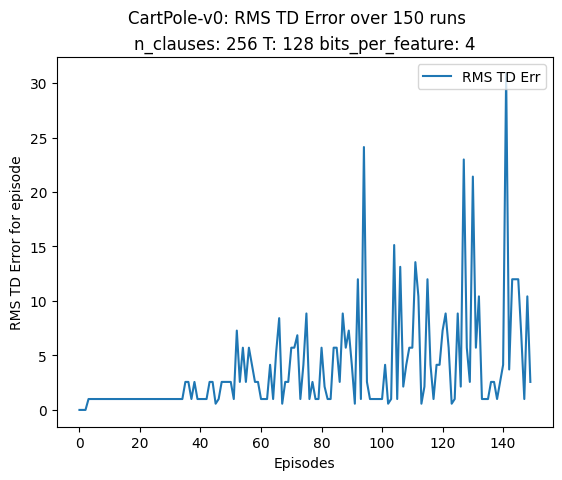 CartPole-v0: RMS TD Error over 150 runs
n_clauses: 256 T: 128 bits_per_feature: 4
RMS TD Err
RMS TD Error for episode
30
25
20
15
10
5
0
0 20 40 60 80 100 120 140
Episodes